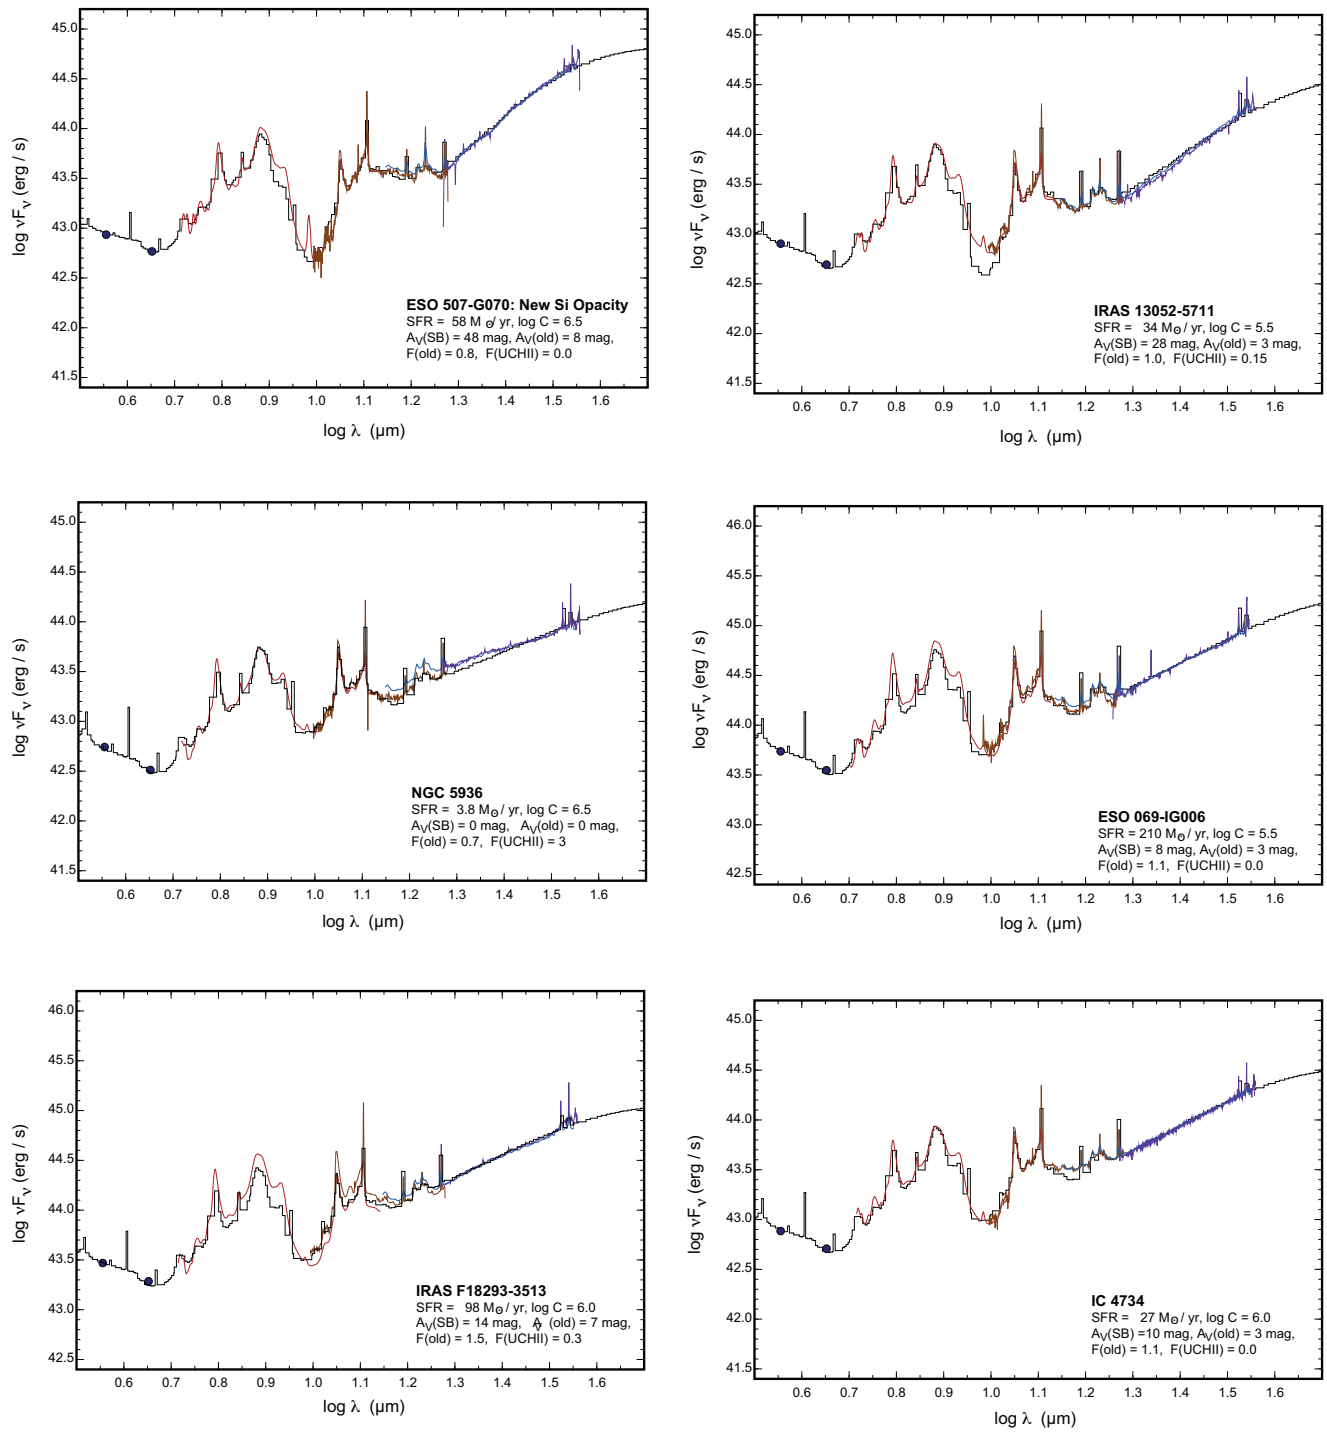 45.0
44.5
44.0
43.5
43.0
42.5
42.0
41.5
log νFν (erg / s)
ESO 507-G070: New Si Opacity
SFR = 58 M⊙/ yr, log C = 6.5
AV(SB) = 48 mag, AV(old) = 8 mag
F(old) = 0.8, F(UCHII) = 0.0
0.6 0.7 0.8 0.9 1.0 1.1 1.2 1.3 1.4 1.5 1.6
log λ (µm)
45.0
44.5
44.0
43.5
43.0
42.5
42.0
41.5
log νFν (erg / s)
IRAS 13052-5711
SFR = 34 M⊙/ yr, log C = 5.5
AV(SB) = 28 mag, AV(old) = 3 mag,
F(old) = 1.0, F(UCHII) = 0.15
0.6 0.7 0.8 0.9 1.0 1.1 1.2 1.3 1.4 1.5 1.6
log λ (µm)
45.0
44.5
44.0
43.5
43.0
42.5
42.0
41.5
log νFν (erg / s)
NGC 5936
SFR = 3.8 M⊙/ yr, log C = 6.5
AV(SB) = 0 mag, AV(old) = 0 mag,
F(old) = 0.7, F(UCHII) = 3
0.6 0.7 0.8 0.9 1.0 1.1 1.2 1.3 1.4 1.5 1.6
log λ (µm)
46.0
45.5
45.0
44.5
44.0
43.5
43.0
42.5
log νFν (erg / s)
ESO 069-IG006
SFR = 210 M⊙/ yr, log C = 5.5
AV(SB) = 8 mag, AV(old) = 3 mag,
F(old) = 1.1, F(UCHII) = 0.0
0.6 0.7 0.8 0.9 1.0 1.1 1.2 1.3 1.4 1.5 1.6
log λ (µm)
46.0
45.5
45.0
44.5
44.0
43.5
43.0
42.5
log νFν (erg / s)
IRAS F18293-3513
SFR = 98 M⊙/ yr, log C = 6.0
AV(SB) = 14 mag, AV (old) = 7 mag,
F(old) = 1.5, F(UCHII) = 0.3
0.6 0.7 0.8 0.9 1.0 1.1 1.2 1.3 1.4 1.5 1.6
log λ (µm)
45.0
44.5
44.0
43.5
43.0
42.5
42.0
41.5
log νFν (erg / s)
IC 4734
SFR = 27 M⊙/ yr, log C = 6.0
AV(SB) =10 mag, AV(old) = 3 mag,
F(old) = 1.1, F(UCHII) = 0.0
0.6 0.7 0.8 0.9 1.0 1.1 1.2 1.3 1.4 1.5 1.6
log λ (µm)